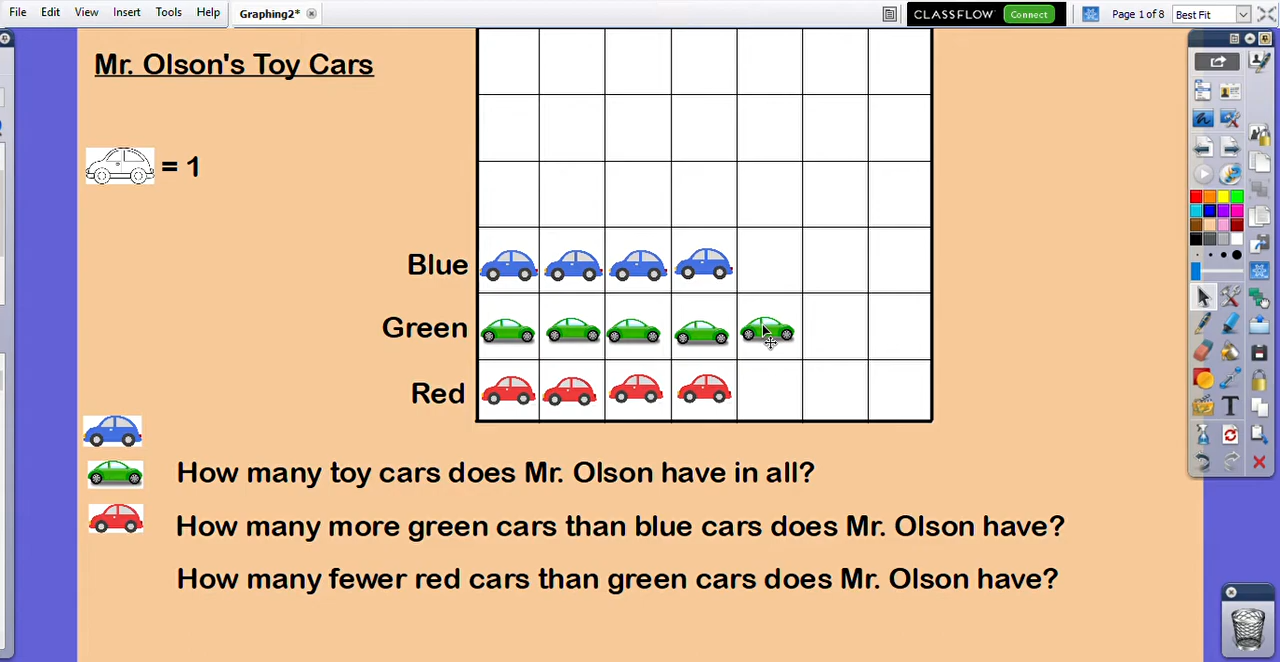 File Edit View Insert Tools Help Graphing2* CLASSFLOW Connect Page 1 of 8 Best Fit
Mr. Olson's Toy Cars
= 1
Blue
Green
Red
How many toy cars does Mr. Olson have in all?
How many more green cars than blue cars does Mr. Olson have?
How many fewer red cars than green cars does Mr. Olson have?